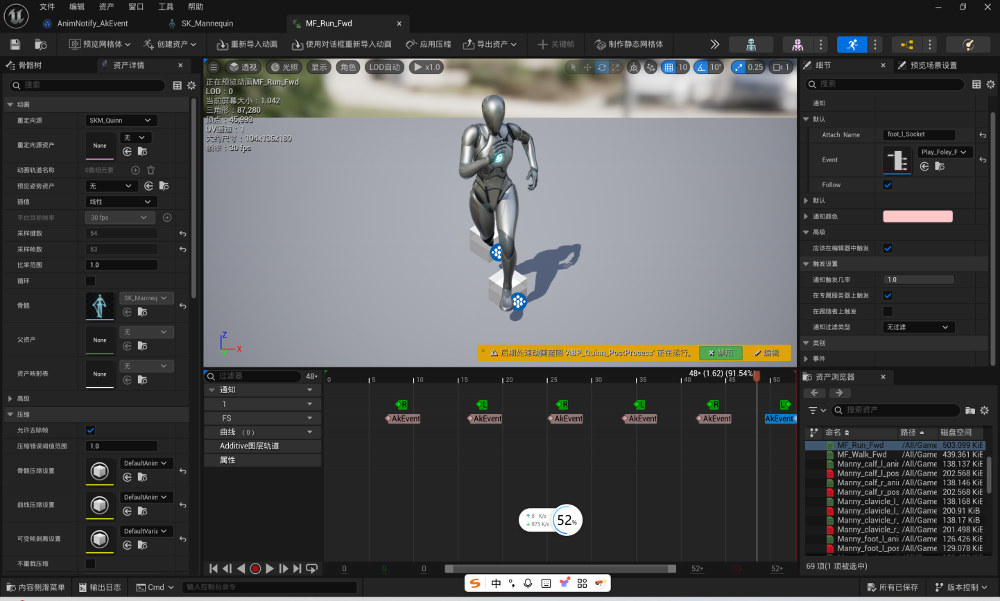 文件 编辑 资产 窗口 工具 帮助
AnimNotify_AkEvent SK_Mannequin MF_Run_Fwd
预览网格体 创建资产 重新导入动画 使用对话框重新导入动画 应用压缩 导出资产 关键帧 制作静态网格体
骨骼树 资产详情
搜索
动画
重定向源 SKM_Quinn
重定向源资产 None 无
动画轨道名称 0数组元素
预览姿势资产 无
插值 线性
平台目标帧率 30 fps
采样键数 54
采样帧数 53
比率范围 1.0
循环
骨骼 SK_Manneq
父资产 None 无
资产映射表 None 无
高级
压缩
允许去除帧
压缩错误阈值范围 1.0
骨骼压缩设置 DefaultAnim
曲线压缩设置 DefaultAnim
可变帧剥离设置 DefaultVaria
不重载压缩
透视 光照 显示 角色 LOD自动 x1.0 10 10° 0.25 1
正在预览动画MF_Run_Fwd
LOD：0
当前屏幕大小：1.042
三角形：87,280
顶点：45,993
UV通道：1
大约尺寸：104x136x180
帧率：30 fps
Z
X
后期处理动画蓝图 'ABP_Quinn_PostProcess' 正在运行。 禁用 编辑
过滤器 48*
48* (1.62) (91.54%)
0 5 10 15 20 25 30 35 40 45 50
通知
1 R L R L R L
FS AkEvent AkEvent AkEvent AkEvent AkEvent AkEvent
曲线 （0）
Additive图层轨道
属性
↑ 8 K/s
↓ 873 K/s
52%
0 0 0 52* 53 52*
细节 预览场景设置
搜索
通知
默认
Attach Name foot_l_Socket
Event Play_Foley_F
Follow
默认
通知颜色
高级
应该在编辑器中触发
触发设置
通知触发几率 1.0
在专属服务器上触发
在跟随者上触发
通知过滤类型 无过滤
类别
事件
资产浏览器
搜索资产
命名 路径 磁盘空间
MF_Run_Fwd /All/Game 503.099 KiB
MF_Walk_Fwd /All/Game 439.361 KiB
Manny_calf_l_anim /All/Game 138.137 KiB
Manny_calf_l_pos /All/Game 202.568 KiB
Manny_calf_r_ani /All/Game 138.146 KiB
Manny_calf_r_pos /All/Game 202.568 KiB
Manny_clavicle_l_ /All/Game 138.168 KiB
Manny_clavicle_l_ /All/Game 200.91 KiB
Manny_clavicle_r_ /All/Game 138.17 KiB
Manny_clavicle_r_ /All/Game 201.498 KiB
Manny_foot_l_ani /All/Game 126.426 KiB
Manny_foot_l_pos /All/Game 129.078 KiB
69 项(1 项被选中)
中
内容侧滑菜单 输出日志 Cmd 输入控制台命令 所有已保存 版本控制